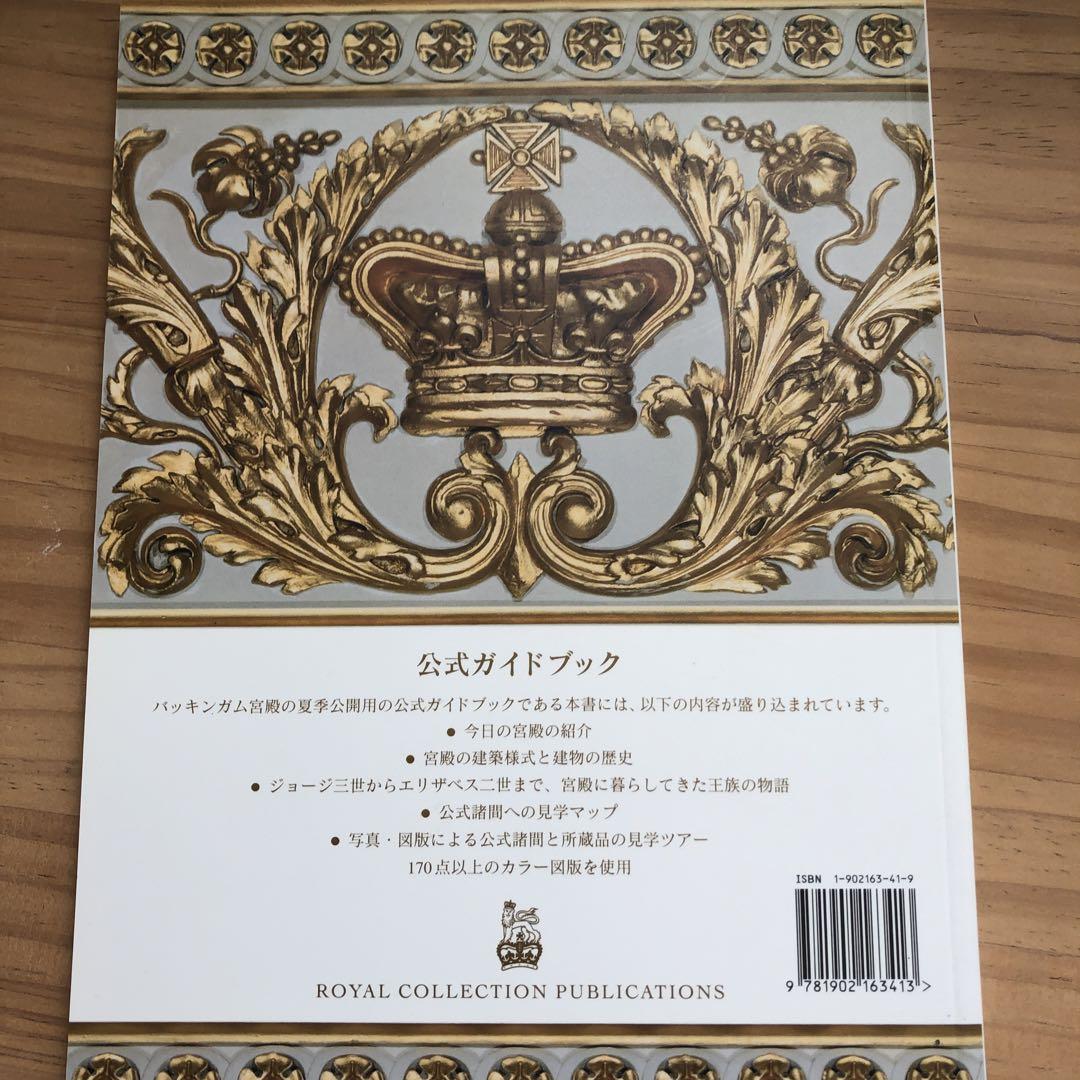 公式ガイドブック
バッキンガム宮殿の夏季公開用の公式ガイドブックである本書には、以下の内容が盛り込まれています。
● 今日の宮殿の紹介
● 宮殿の建築様式と建物の歴史
● ジョージ三世からエリザベス二世まで、宮殿に暮らしてきた王族の物語
● 公式諸間への見学マップ
● 写真・図版による公式諸間と所蔵品の見学ツアー
170点以上のカラー図版を使用
ISBN 1-902163-41-9
9 781902 163413 >
ROYAL COLLECTION PUBLICATIONS